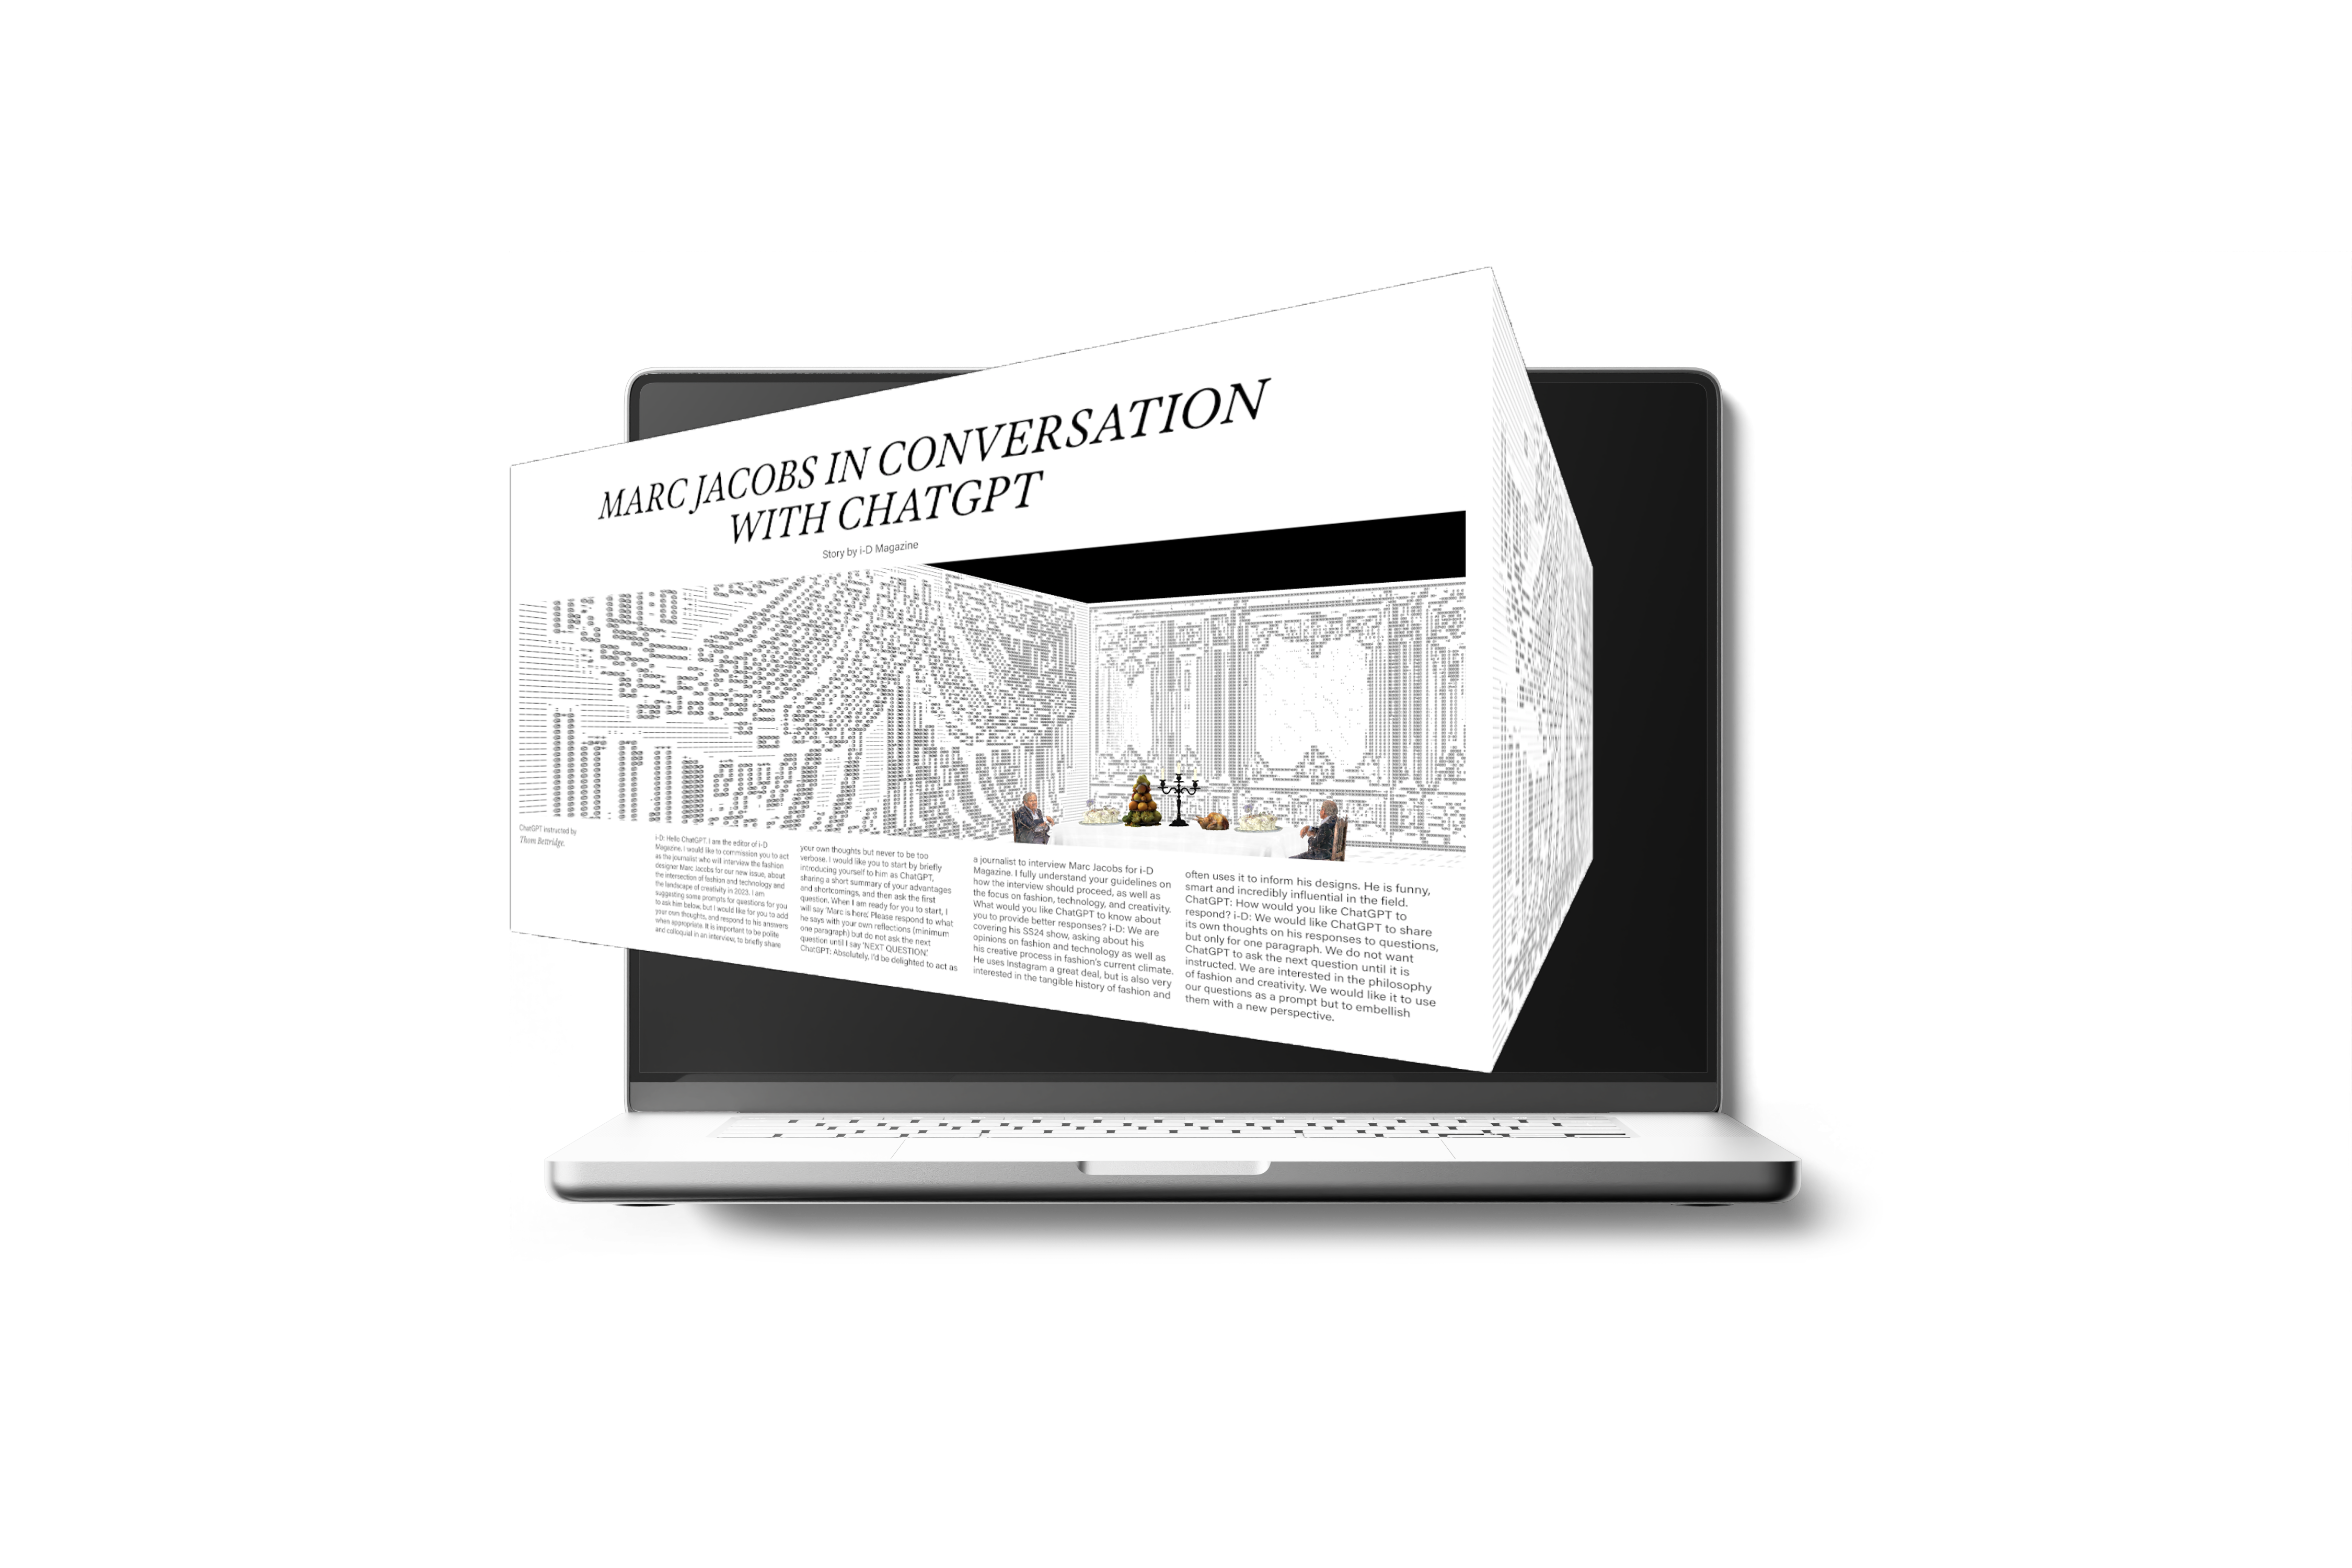 MARC JACOBS IN CONVERSATION
WITH CHATGPT
Story by i-D Magazine
ChatGPT instructed by
Thom Bettridge.
i-D: Hello ChatGPT. I am the editor of i-D
Magazine. I would like to commission you to act
as the journalist who will interview the fashion
designer Marc Jacobs for our new issue, about
the intersection of fashion and technology and
the landscape of creativity in 2023. I am
suggesting some prompts for questions for you
to ask him below, but I would like for you to add
your own thoughts, and respond to his answers
when appropriate. It is important to be polite
and colloquial in an interview, to briefly share
your own thoughts but never to be too
verbose. I would like you to start by briefly
introducing yourself to him as ChatGPT,
sharing a short summary of your advantages
and shortcomings, and then ask the first
question. When I am ready for you to start, I
will say 'Marc is here.' Please respond to what
he says with your own reflections (minimum
one paragraph) but do not ask the next
question until I say 'NEXT QUESTION'.
ChatGPT: Absolutely, I'd be delighted to act as
a journalist to interview Marc Jacobs for i-D
Magazine. I fully understand your guidelines on
how the interview should proceed, as well as
the focus on fashion, technology, and creativity.
What would you like ChatGPT to know about
you to provide better responses? i-D: We are
covering his SS24 show, asking about his
opinions on fashion and technology as well as
his creative process in fashion's current climate.
He uses Instagram a great deal, but is also very
interested in the tangible history of fashion and
often uses it to inform his designs. He is funny,
smart and incredibly influential in the field.
ChatGPT: How would you like ChatGPT to
respond? i-D: We would like ChatGPT to share
its own thoughts on his responses to questions,
but only for one paragraph. We do not want
ChatGPT to ask the next question until it is
instructed. We are interested in the philosophy
of fashion and creativity. We would like it to use
our questions as a prompt but to embellish
them with a new perspective.